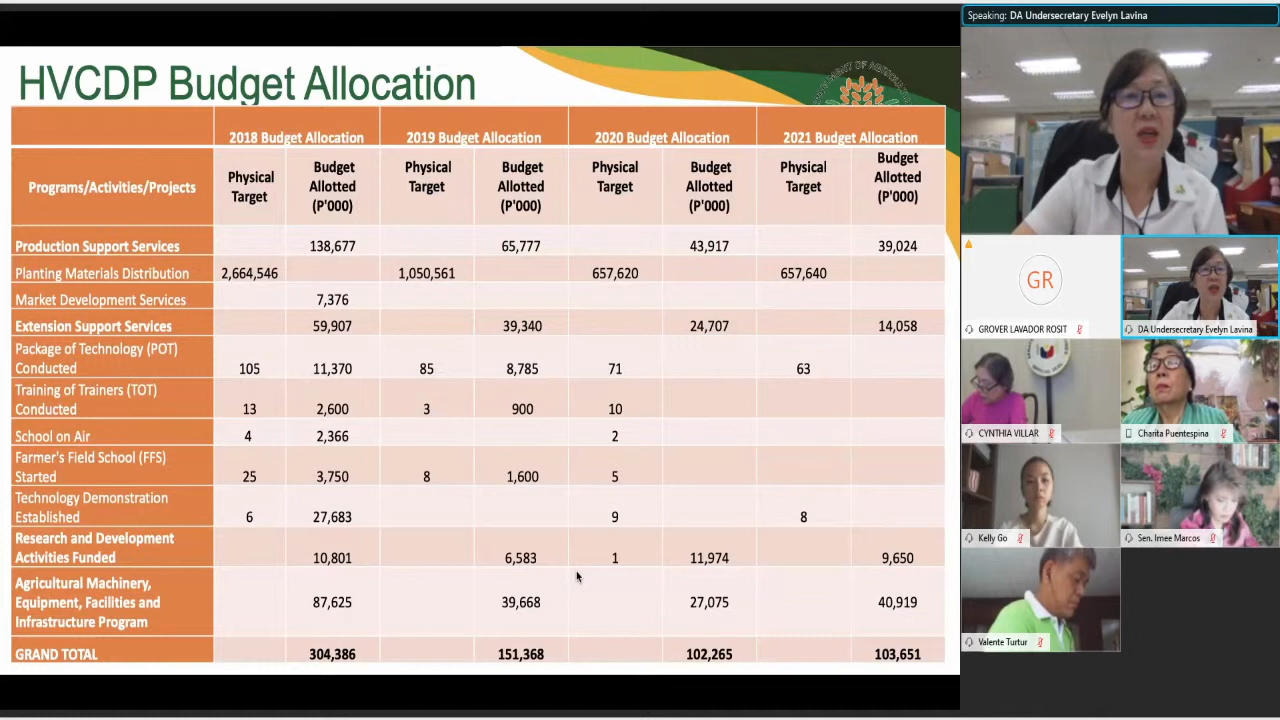 Speaking: DA Undersecretary Evelyn Lavina
HVCDP Budget Allocation
2018 Budget Allocation 2019 Budget Allocation 2020 Budget Allocation 2021 Budget Allocation
Programs/Activities/Projects Physical Target Budget Allotted (P'000) Physical Target Budget Allotted (P'000) Physical Target Budget Allotted (P'000) Physical Target Budget Allotted (P'000)
Production Support Services 138,677 65,777 43,917 39,024
Planting Materials Distribution 2,664,546 1,050,561 657,620 657,640
Market Development Services 7,376
Extension Support Services 59,907 39,340 24,707 14,058
Package of Technology (POT)
Conducted 105 11,370 85 8,785 71 63
Training of Trainers (TOT)
Conducted 13 2,600 3 900 10
School on Air 4 2,366 2
Farmer's Field School (FFS)
Started 25 3,750 8 1,600 5
Technology Demonstration
Established 6 27,683 9 8
Research and Development
Activities Funded 10,801 6,583 1 11,974 9,650
Agricultural Machinery,
Equipment, Facilities and 87,625 39,668 27,075 40,919
Infrastructure Program
GRAND TOTAL 304,386 151,368 102,265 103,651
GR
GROVER LAVADOR ROSIT
DA Undersecretary Evelyn Lavina
CYNTHIA VILLAR
Charita Puentespina
Kelly Go
Sen. Imee Marcos
Valente Turtur